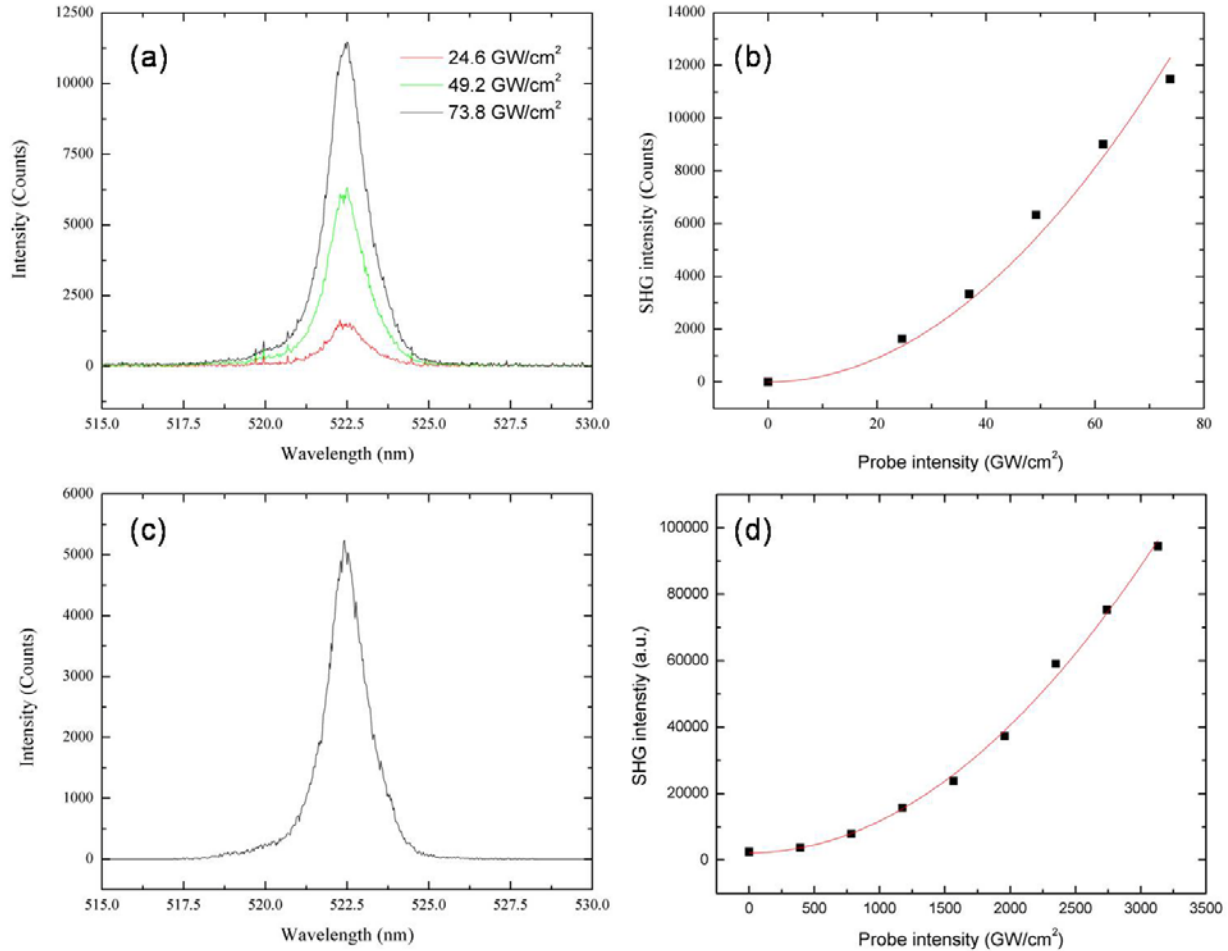 (a)
24.6 GW/cm²
49.2 GW/cm²
73.8 GW/cm²
12500
10000
7500
5000
2500
0
Intensity (Counts)
515.0 517.5 520.0 522.5 525.0 527.5 530.0
Wavelength (nm)
(b)
14000
12000
10000
8000
6000
4000
2000
0
SHG intensity (Counts)
0 20 40 60 80
Probe intensity (GW/cm²)
(c)
6000
5000
4000
3000
2000
1000
0
Intensity (Counts)
515.0 517.5 520.0 522.5 525.0 527.5 530.0
Wavelength (nm)
(d)
100000
80000
60000
40000
20000
0
SHG intenstiy (a.u.)
0 500 1000 1500 2000 2500 3000 3500
Probe intensity (GW/cm²)